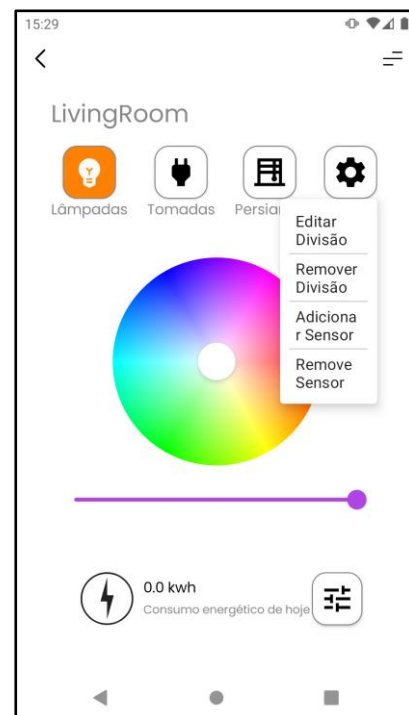 15:29
LivingRoom
Lâmpadas Tomadas Persia
Editar
Divisão
Remover
Divisão
Adiciona
r Sensor
Remove
Sensor
0.0 kwh
Consumo energético de hoje